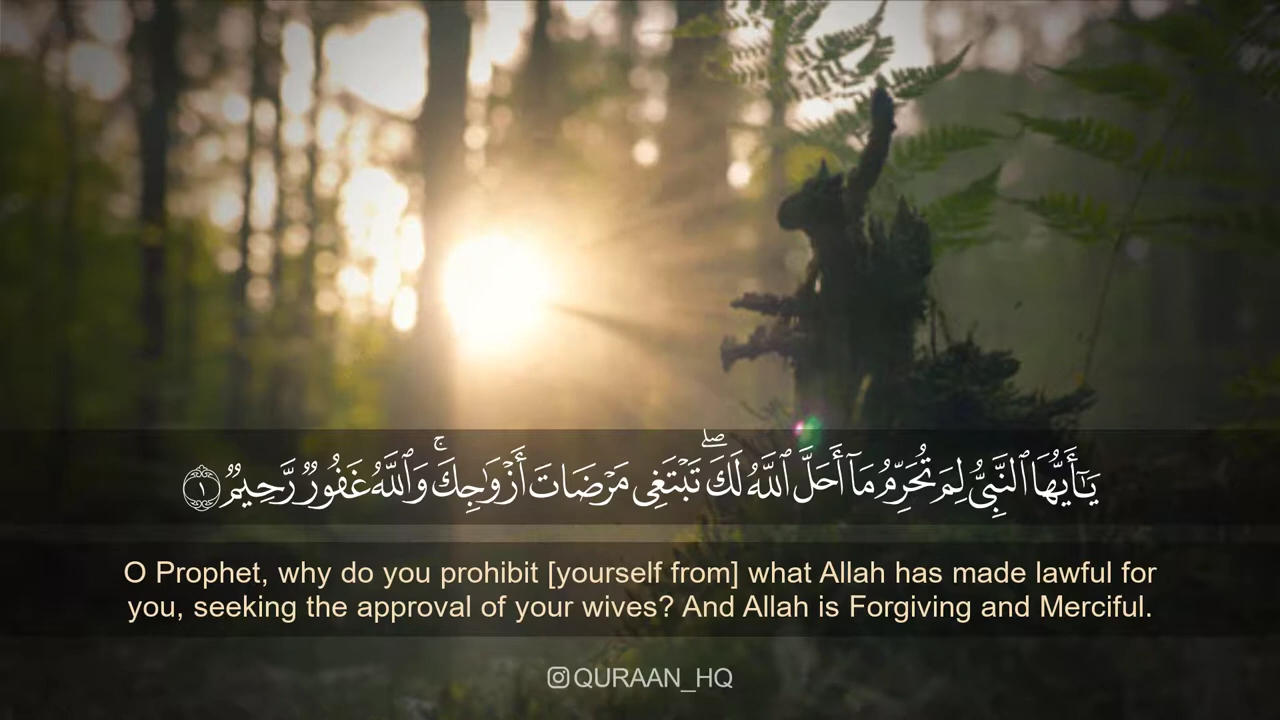 يَـٰٓأَيُّهَا ٱلنَّبِىُّ لِمَ تُحَرِّمُ مَآ أَحَلَّ ٱللَّهُ لَكَ ۖ تَبْتَغِى مَرْضَاتَ أَزْوَٰجِكَ ۚ وَٱللَّهُ غَفُورٌ رَّحِيمٌ ١
O Prophet, why do you prohibit [yourself from] what Allah has made lawful for
you, seeking the approval of your wives? And Allah is Forgiving and Merciful.
QURAAN_HQ